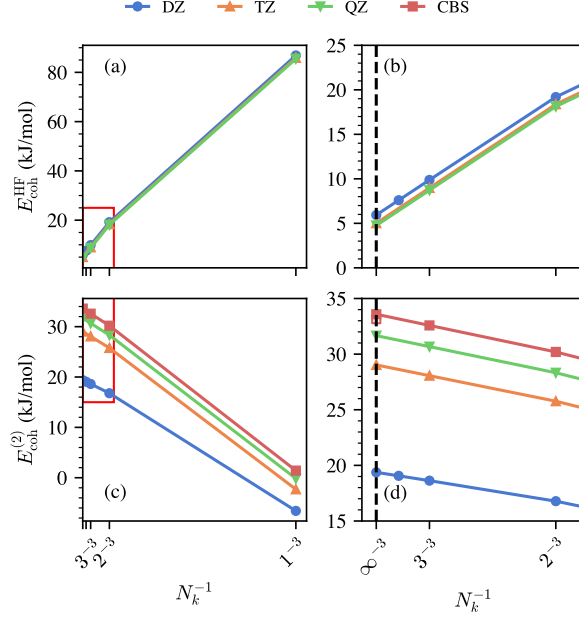 DZ TZ QZ CBS
(a)
80
60
40
20
E_coh^HF (kJ/mol)
(b)
25
20
15
10
5
0
E_coh^(2) (kJ/mol)
30
20
10
0
(c)
3⁻³ 2⁻³ 1⁻³
N_k⁻¹
35
30
25
20
15
(d)
∞⁻³ 3⁻³ 2⁻³
N_k⁻¹